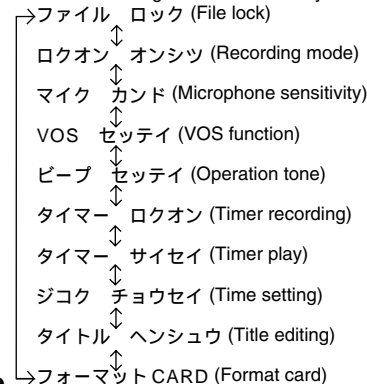 ファイル ロック (File lock)
ロクオン オンシツ (Recording mode)
マイク カンド (Microphone sensitivity)
VOS セッテイ (VOS function)
ビープ セッテイ (Operation tone)
タイマー ロクオン (Timer recording)
タイマー サイセイ (Timer play)
ジコク チョウセイ (Time setting)
タイトル ヘンシュウ (Title editing)
フォーマット CARD (Format card)